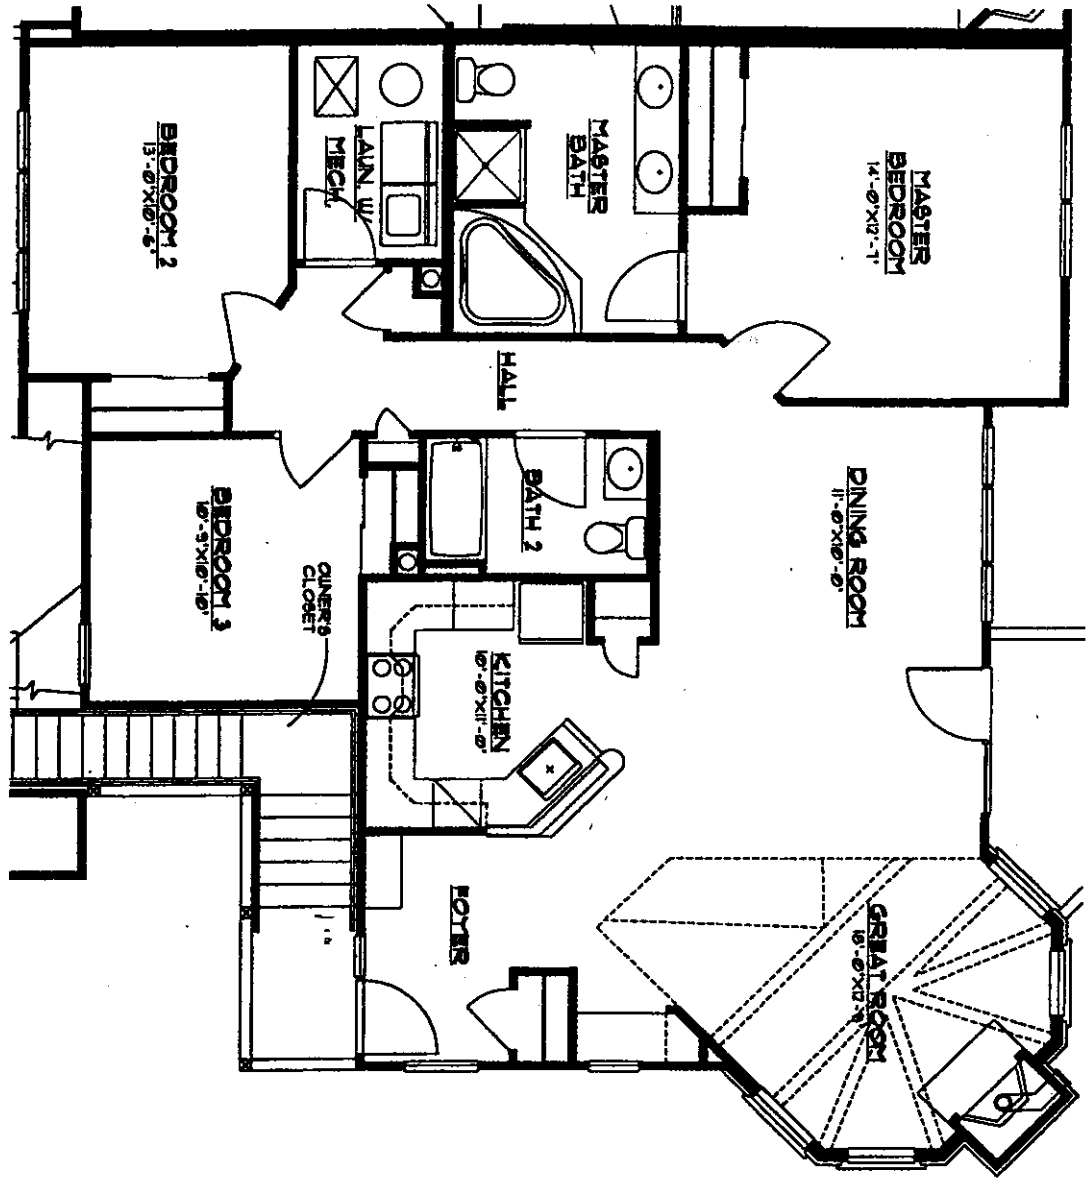 BEDROOM 2
13'-0"X10'-6"
LAUN. W/
MECH.
MASTER
BATH
MASTER
BEDROOM
14'-0"X12'-7"
HALL
BEDROOM 3
10'-9"X10'-10"
OWNER'S
CLOSET
BATH 2
DINING ROOM
11'-0"X10'-0"
KITCHEN
10'-0"X11'-0"
FOYER
GREAT ROOM